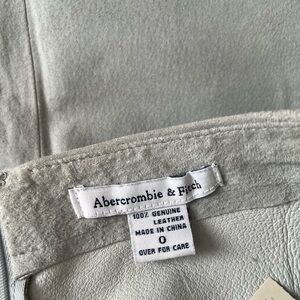 Abercrombie & Fitch
100% GENUINE
LEATHER
MADE IN CHINA
0
OVER FOR CARE